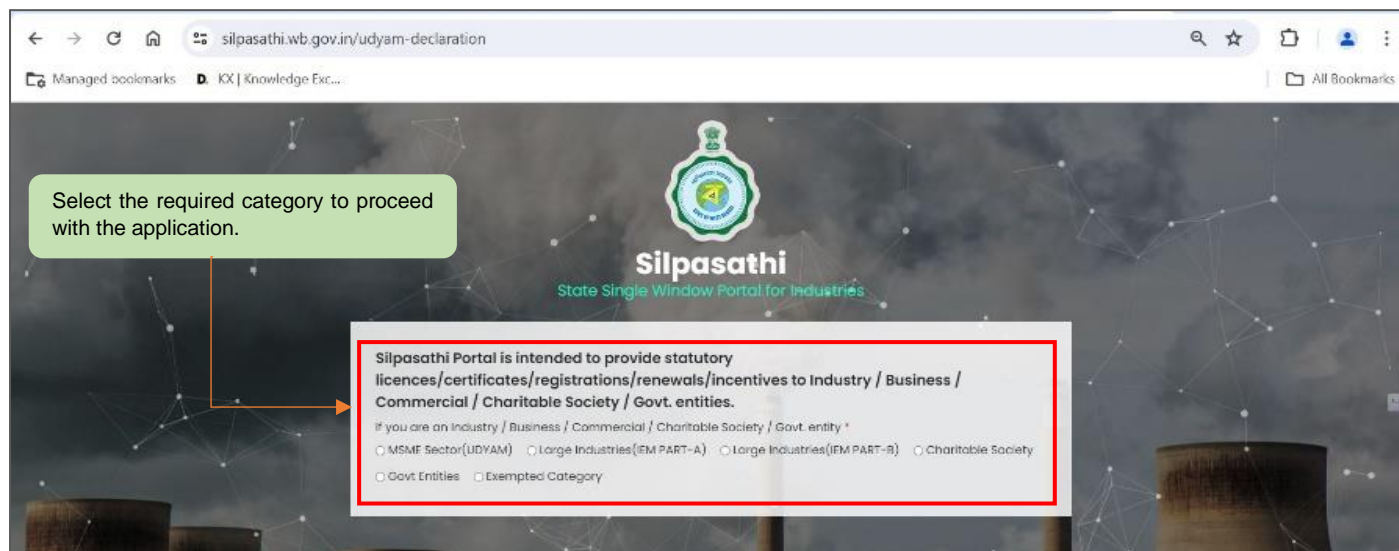 silpasathi.wb.gov.in/udyam-declaration
Managed bookmarks
D. KX | Knowledge Exc...
All Bookmarks
Select the required category to proceed
with the application.
Silpasathi
State Single Window Portal for Industries
Silpasathi Portal is intended to provide statutory
licences/certificates/registrations/renewals/incentives to Industry / Business /
Commercial / Charitable Society / Govt. entities.
If you are an Industry / Business / Commercial / Charitable Society / Govt. entity *
MSME Sector(UDYAM) Large Industries(IEM PART-A) Large Industries(IEM PART-B) Charitable Society
Govt Entities Exempted Category